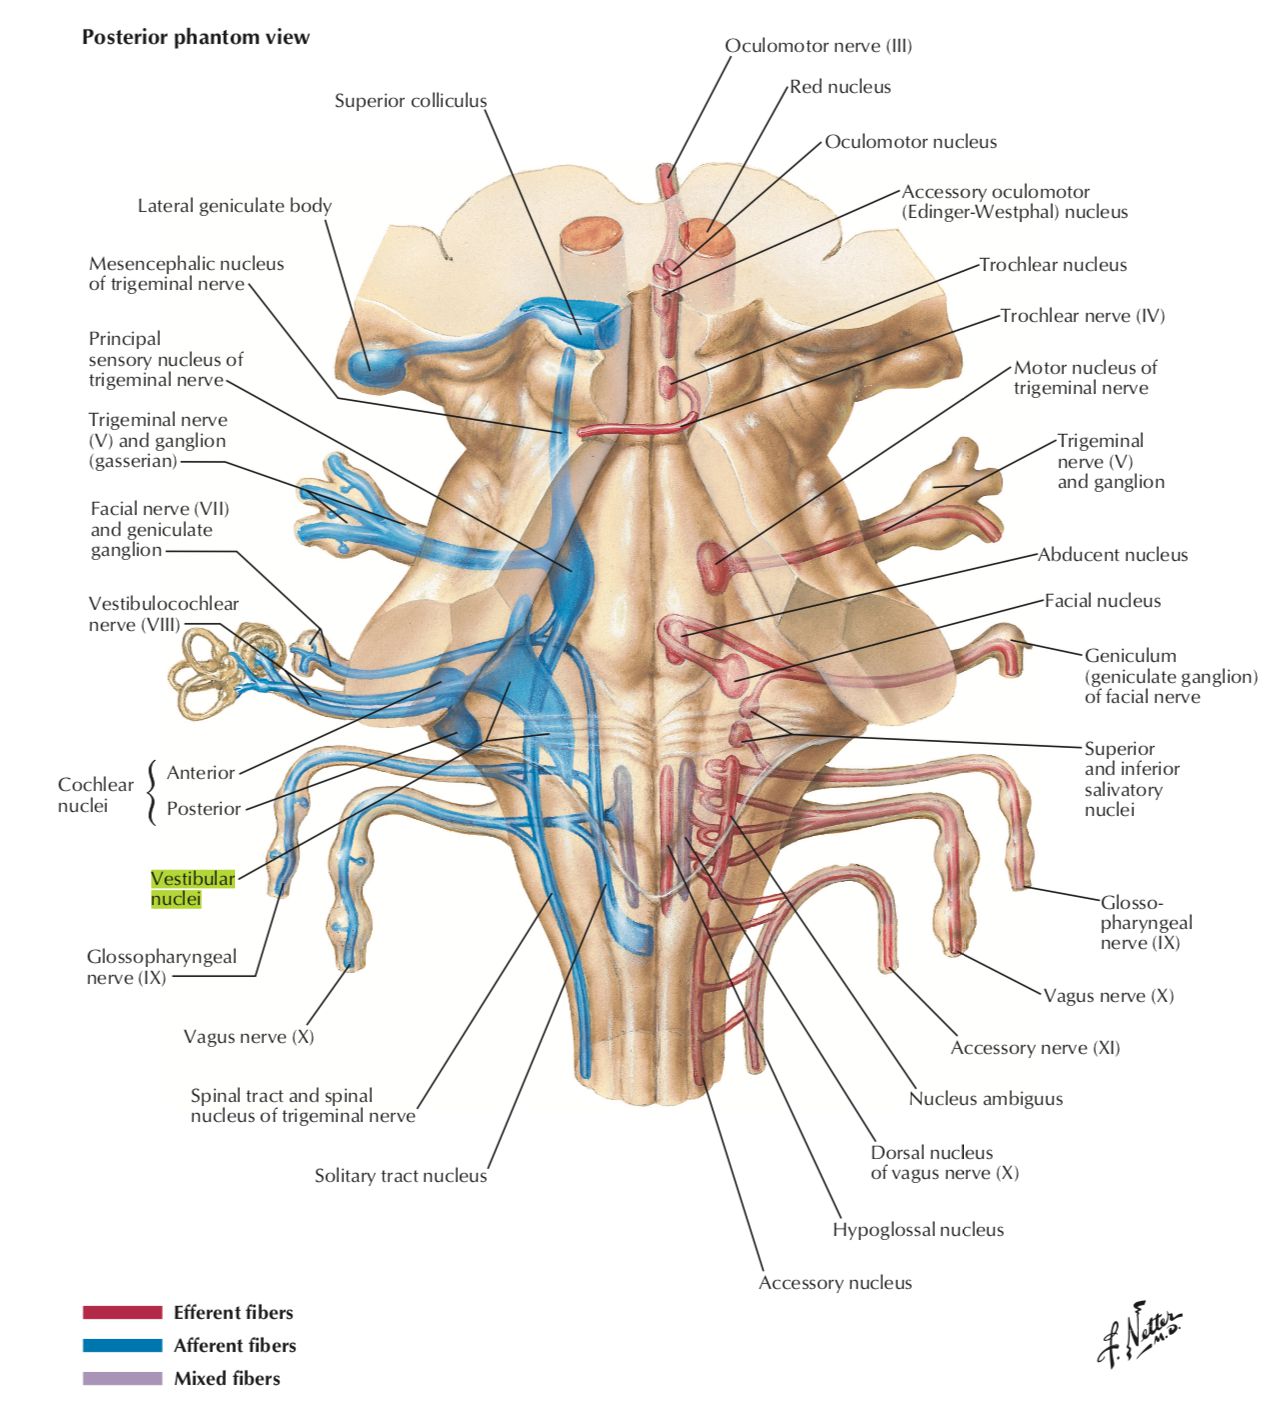 Posterior phantom view
Oculomotor nerve (III)
Red nucleus
Superior colliculus
Oculomotor nucleus
Accessory oculomotor
(Edinger-Westphal) nucleus
Lateral geniculate body
Trochlear nucleus
Mesencephalic nucleus
of trigeminal nerve
Trochlear nerve (IV)
Principal
sensory nucleus of
trigeminal nerve
Motor nucleus of
trigeminal nerve
Trigeminal nerve
(V) and ganglion
(gasserian)
Trigeminal
nerve (V)
and ganglion
Facial nerve (VII)
and geniculate
ganglion
Abducent nucleus
Vestibulocochlear
nerve (VIII)
Facial nucleus
Geniculum
(geniculate ganglion)
of facial nerve
Superior
and inferior
salivatory
nuclei
Cochlear
nuclei
Anterior
Posterior
Vestibular
nuclei
Glosso-
pharyngeal
nerve (IX)
Glossopharyngeal
nerve (IX)
Vagus nerve (X)
Vagus nerve (X)
Accessory nerve (XI)
Spinal tract and spinal
nucleus of trigeminal nerve
Nucleus ambiguus
Solitary tract nucleus
Dorsal nucleus
of vagus nerve (X)
Hypoglossal nucleus
Accessory nucleus
Efferent fibers
Afferent fibers
Mixed fibers
F. Netter
M.D.